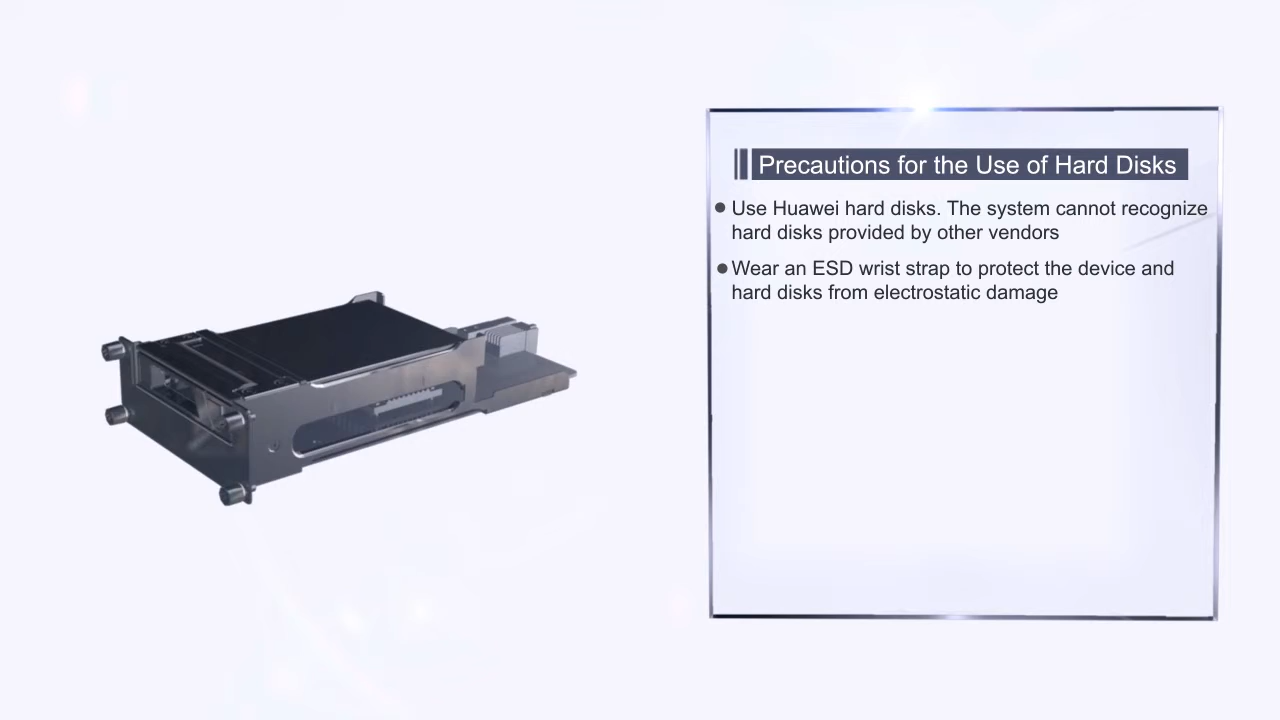 Precautions for the Use of Hard Disks
● Use Huawei hard disks. The system cannot recognize
hard disks provided by other vendors
● Wear an ESD wrist strap to protect the device and
hard disks from electrostatic damage